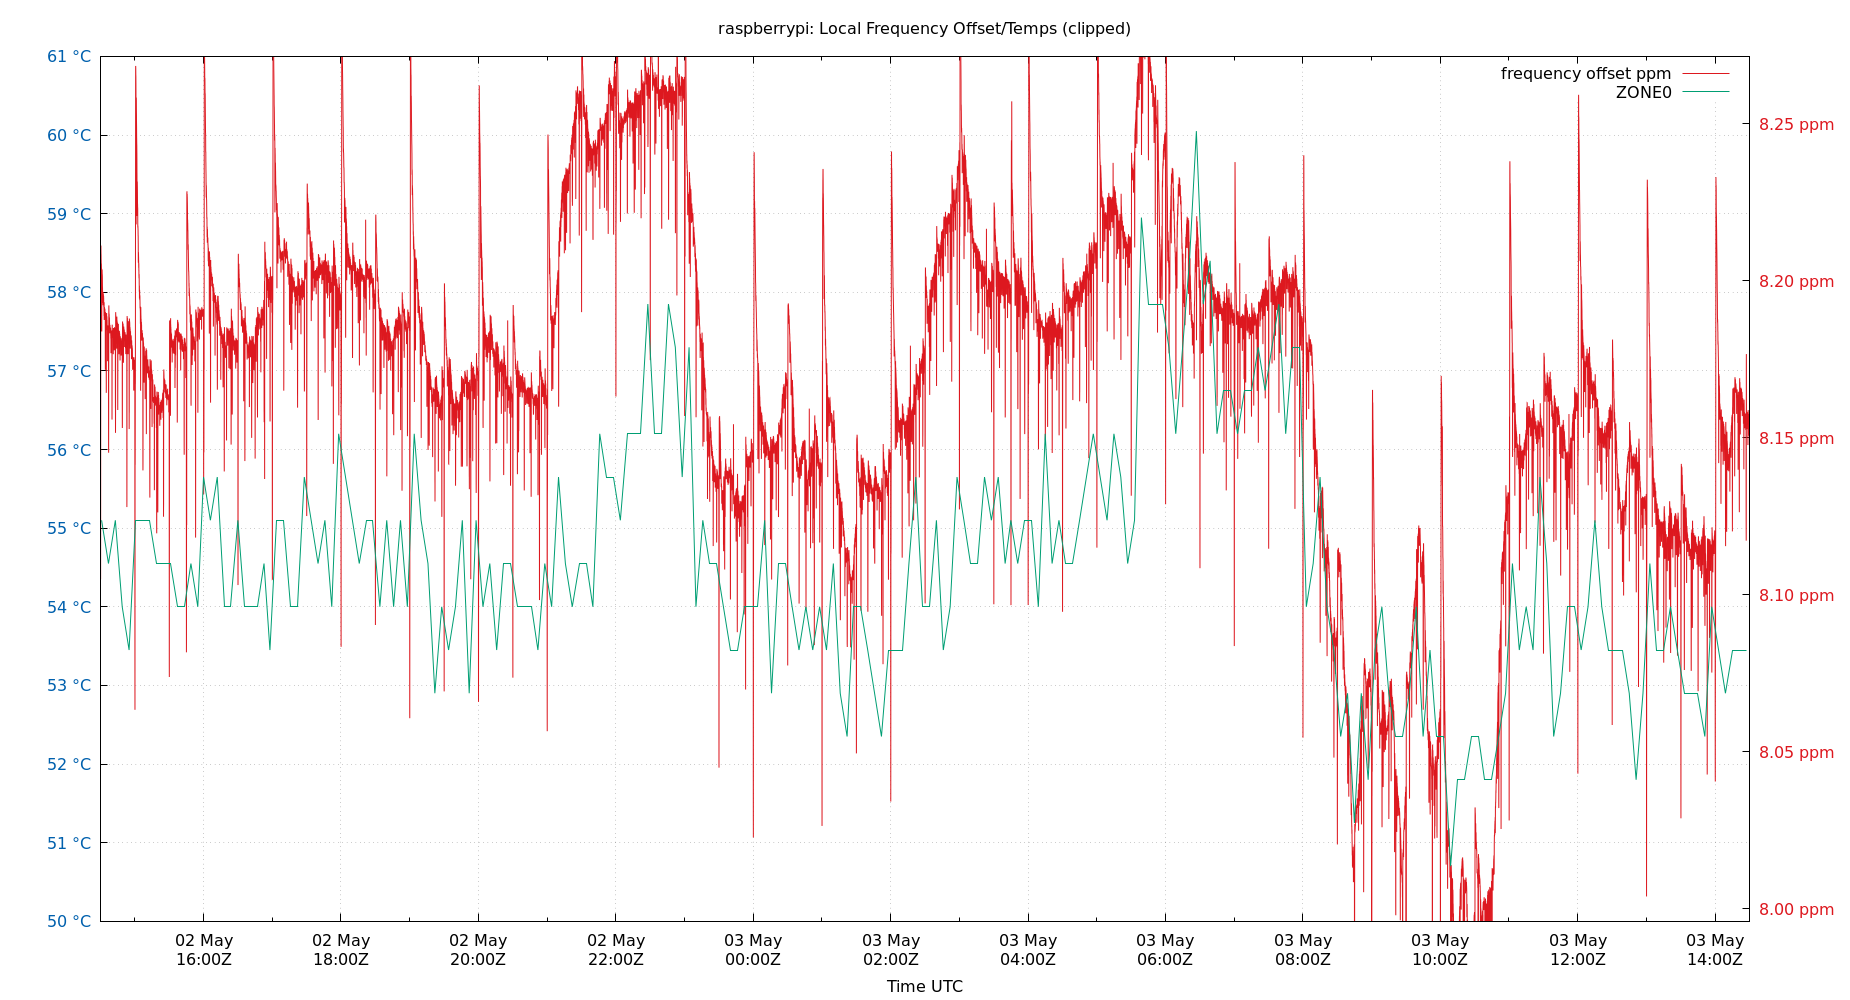 raspberrypi: Local Frequency Offset/Temps (clipped)
frequency offset ppm
ZONE0
61 °C
60 °C
59 °C
58 °C
57 °C
56 °C
55 °C
54 °C
53 °C
52 °C
51 °C
50 °C
8.25 ppm
8.20 ppm
8.15 ppm
8.10 ppm
8.05 ppm
8.00 ppm
02 May 02 May 02 May 02 May 03 May 03 May 03 May 03 May 03 May 03 May 03 May 03 May
16:00Z 18:00Z 20:00Z 22:00Z 00:00Z 02:00Z 04:00Z 06:00Z 08:00Z 10:00Z 12:00Z 14:00Z
Time UTC